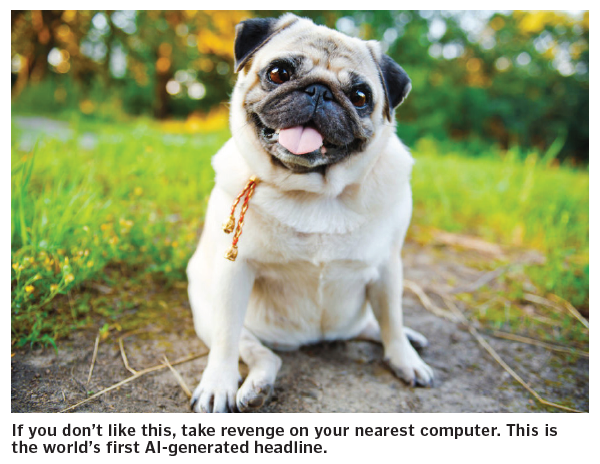 If you don't like this, take revenge on your nearest computer. This is
the world's first AI-generated headline.